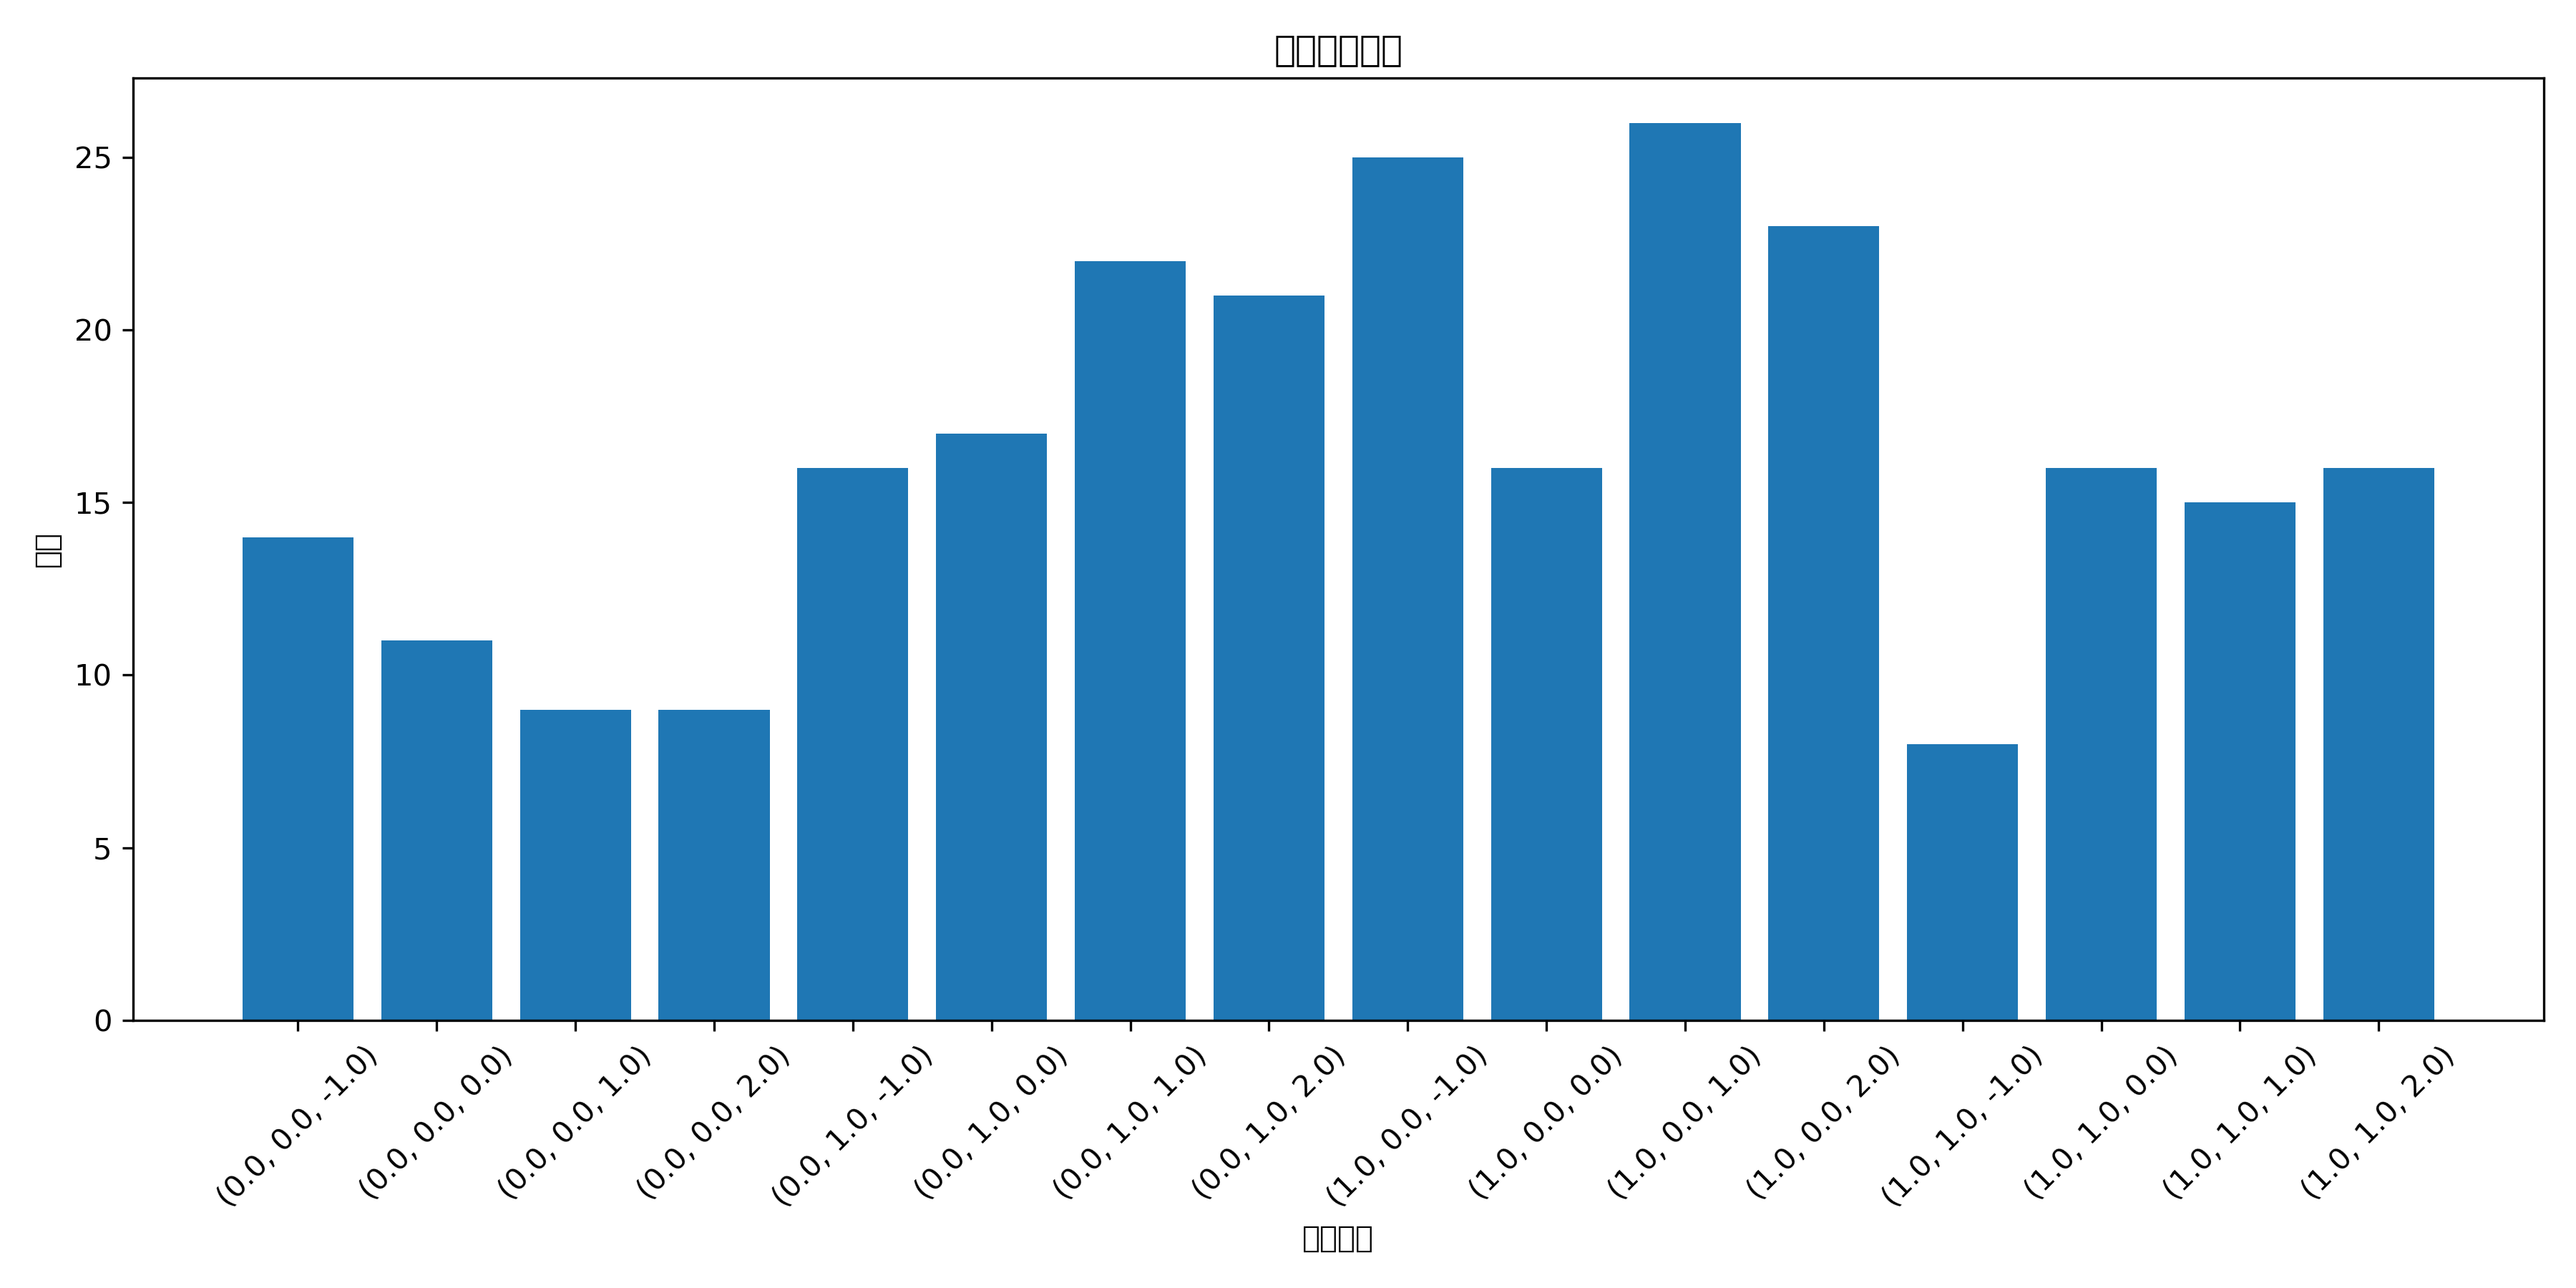 25
20
15
10
5
0
(0.0, 0.0, -1.0)
(0.0, 0.0, 0.0)
(0.0, 0.0, 1.0)
(0.0, 0.0, 2.0)
(0.0, 1.0, -1.0)
(0.0, 1.0, 0.0)
(0.0, 1.0, 1.0)
(0.0, 1.0, 2.0)
(1.0, 0.0, -1.0)
(1.0, 0.0, 0.0)
(1.0, 0.0, 1.0)
(1.0, 0.0, 2.0)
(1.0, 1.0, -1.0)
(1.0, 1.0, 0.0)
(1.0, 1.0, 1.0)
(1.0, 1.0, 2.0)